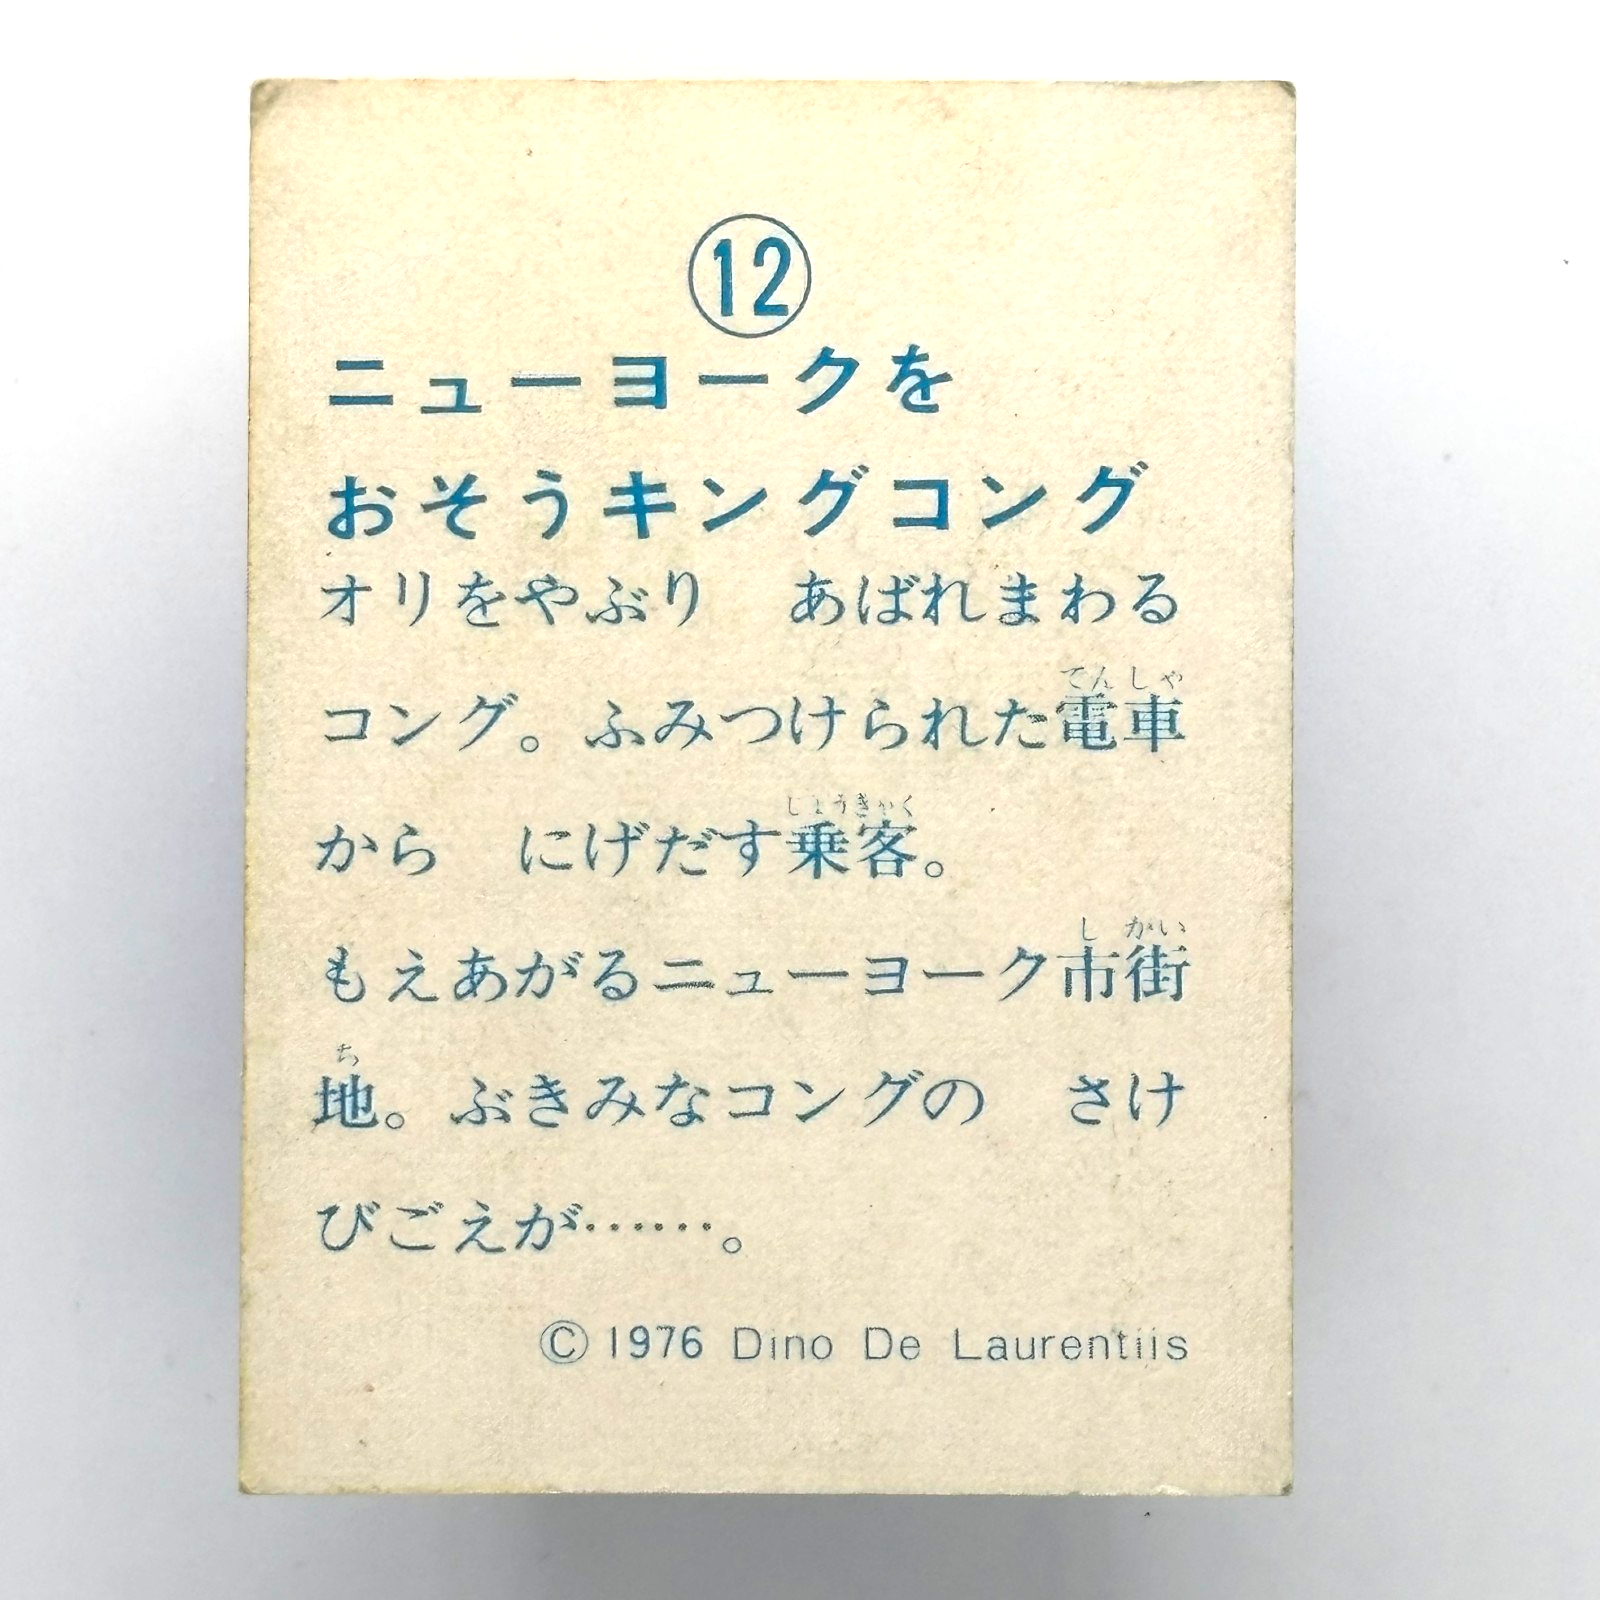 ⑫
ニューヨークを
おそうキングコング
オリをやぶり　あばれまわる
てんしゃ
コング。ふみつけられた電車
じょうきゃく
から　にげだす乗客。
しがい
もえあがるニューヨーク市街
ち
地。ぶきみなコングの　さけ
びごえが……。
©1976 Dino De Laurentiis